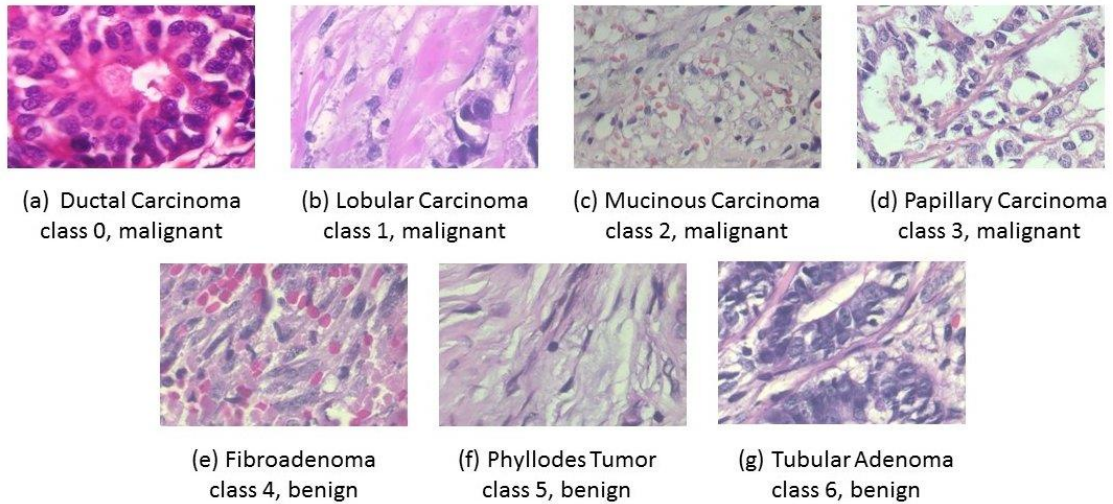 (a) Ductal Carcinoma
class 0, malignant
(b) Lobular Carcinoma
class 1, malignant
(c) Mucinous Carcinoma
class 2, malignant
(d) Papillary Carcinoma
class 3, malignant
(e) Fibroadenoma
class 4, benign
(f) Phyllodes Tumor
class 5, benign
(g) Tubular Adenoma
class 6, benign